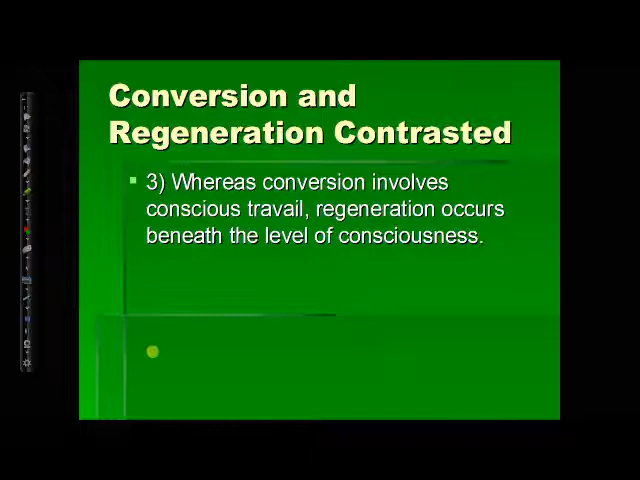 Conversion and
Regeneration Contrasted
3) Whereas conversion involves
conscious travail, regeneration occurs
beneath the level of consciousness.